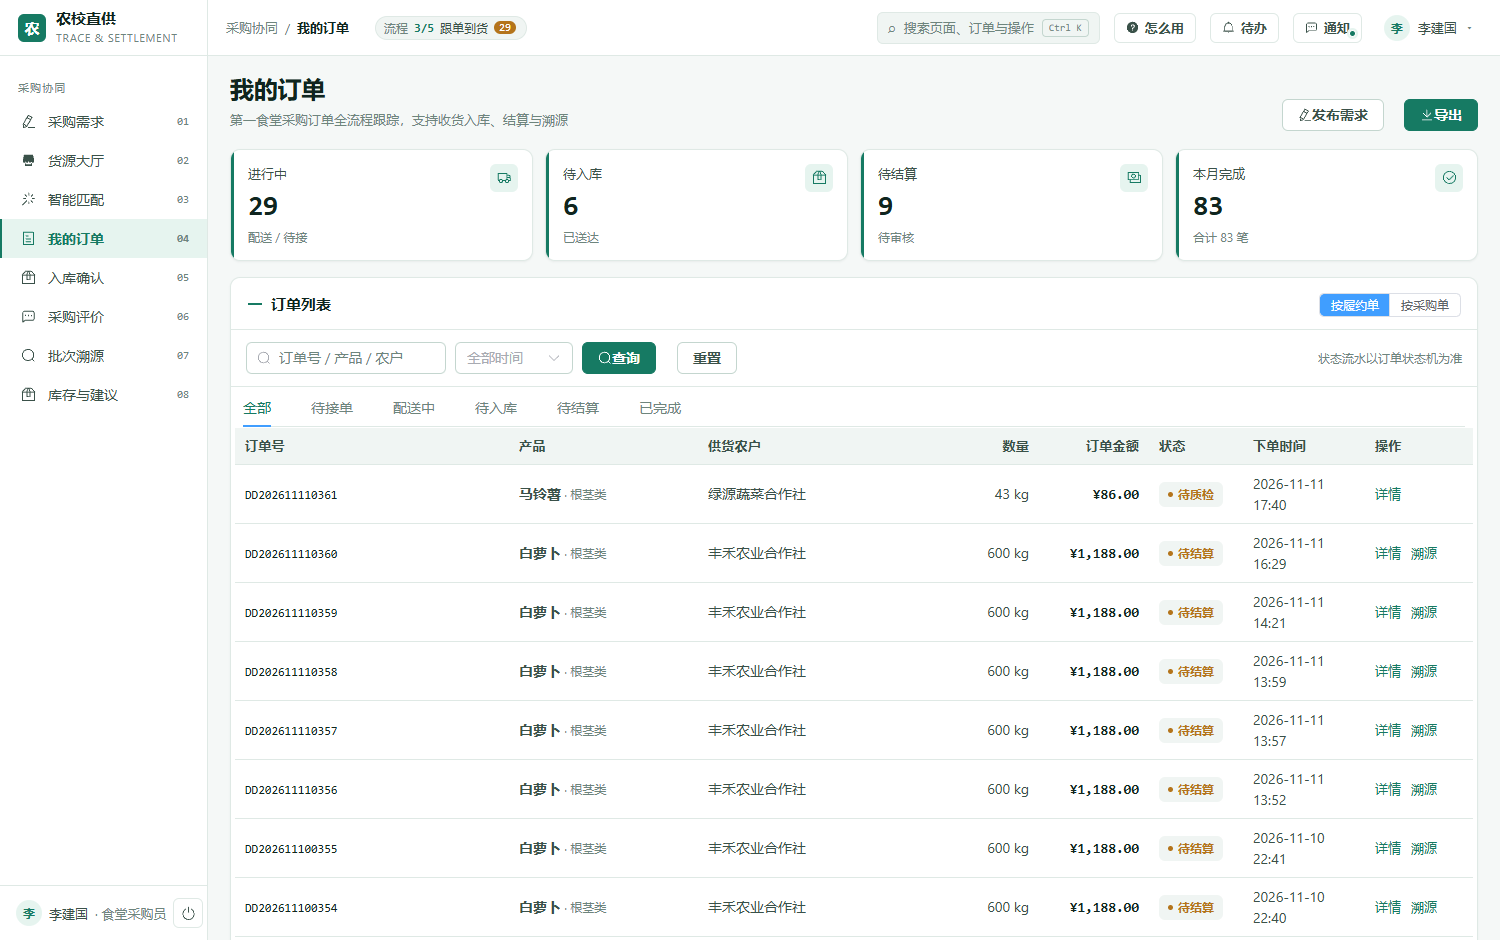 农 农校直供
TRACE & SETTLEMENT
采购协同 / 我的订单 流程 3/5 跟单到货 29
搜索页面、订单与操作 Ctrl K 怎么用 待办 通知 李 李建国
采购协同
采购需求 01
货源大厅 02
智能匹配 03
我的订单 04
入库确认 05
采购评价 06
批次溯源 07
库存与建议 08
李 李建国 · 食堂采购员
我的订单
第一食堂采购订单全流程跟踪，支持收货入库、结算与溯源
发布需求 导出
进行中
29
配送 / 待接
待入库
6
已送达
待结算
9
待审核
本月完成
83
合计 83 笔
订单列表 按履约单 按采购单
订单号 / 产品 / 农户 全部时间 查询 重置 状态流水以订单状态机为准
全部 待接单 配送中 待入库 待结算 已完成
订单号 产品 供货农户 数量 订单金额 状态 下单时间 操作
DD202611110361 马铃薯 · 根茎类 绿源蔬菜合作社 43 kg ¥86.00 待质检 2026-11-11 17:40 详情
DD202611110360 白萝卜 · 根茎类 丰禾农业合作社 600 kg ¥1,188.00 待结算 2026-11-11 16:29 详情 溯源
DD202611110359 白萝卜 · 根茎类 丰禾农业合作社 600 kg ¥1,188.00 待结算 2026-11-11 14:21 详情 溯源
DD202611110358 白萝卜 · 根茎类 丰禾农业合作社 600 kg ¥1,188.00 待结算 2026-11-11 13:59 详情 溯源
DD202611110357 白萝卜 · 根茎类 丰禾农业合作社 600 kg ¥1,188.00 待结算 2026-11-11 13:57 详情 溯源
DD202611110356 白萝卜 · 根茎类 丰禾农业合作社 600 kg ¥1,188.00 待结算 2026-11-11 13:52 详情 溯源
DD202611100355 白萝卜 · 根茎类 丰禾农业合作社 600 kg ¥1,188.00 待结算 2026-11-10 22:41 详情 溯源
DD202611100354 白萝卜 · 根茎类 丰禾农业合作社 600 kg ¥1,188.00 待结算 2026-11-10 22:40 详情 溯源